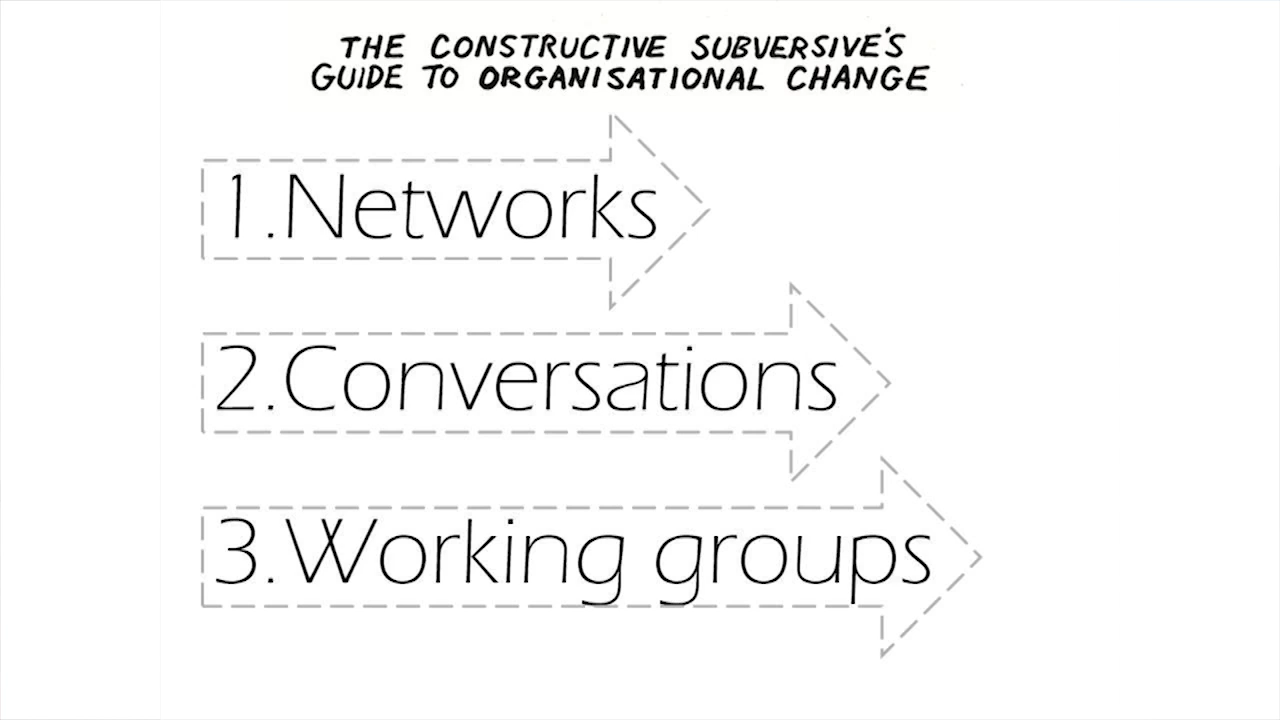 THE CONSTRUCTIVE SUBVERSIVE'S
GUIDE TO ORGANISATIONAL CHANGE
1.Networks
2.Conversations
3.Working groups